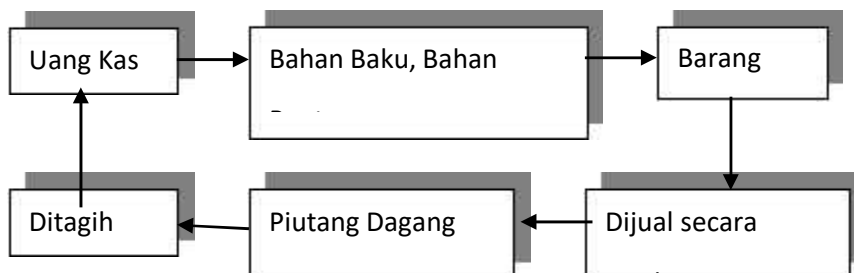 Uang Kas
Bahan Baku, Bahan
Barang
Ditagih
Piutang Dagang
Dijual secara